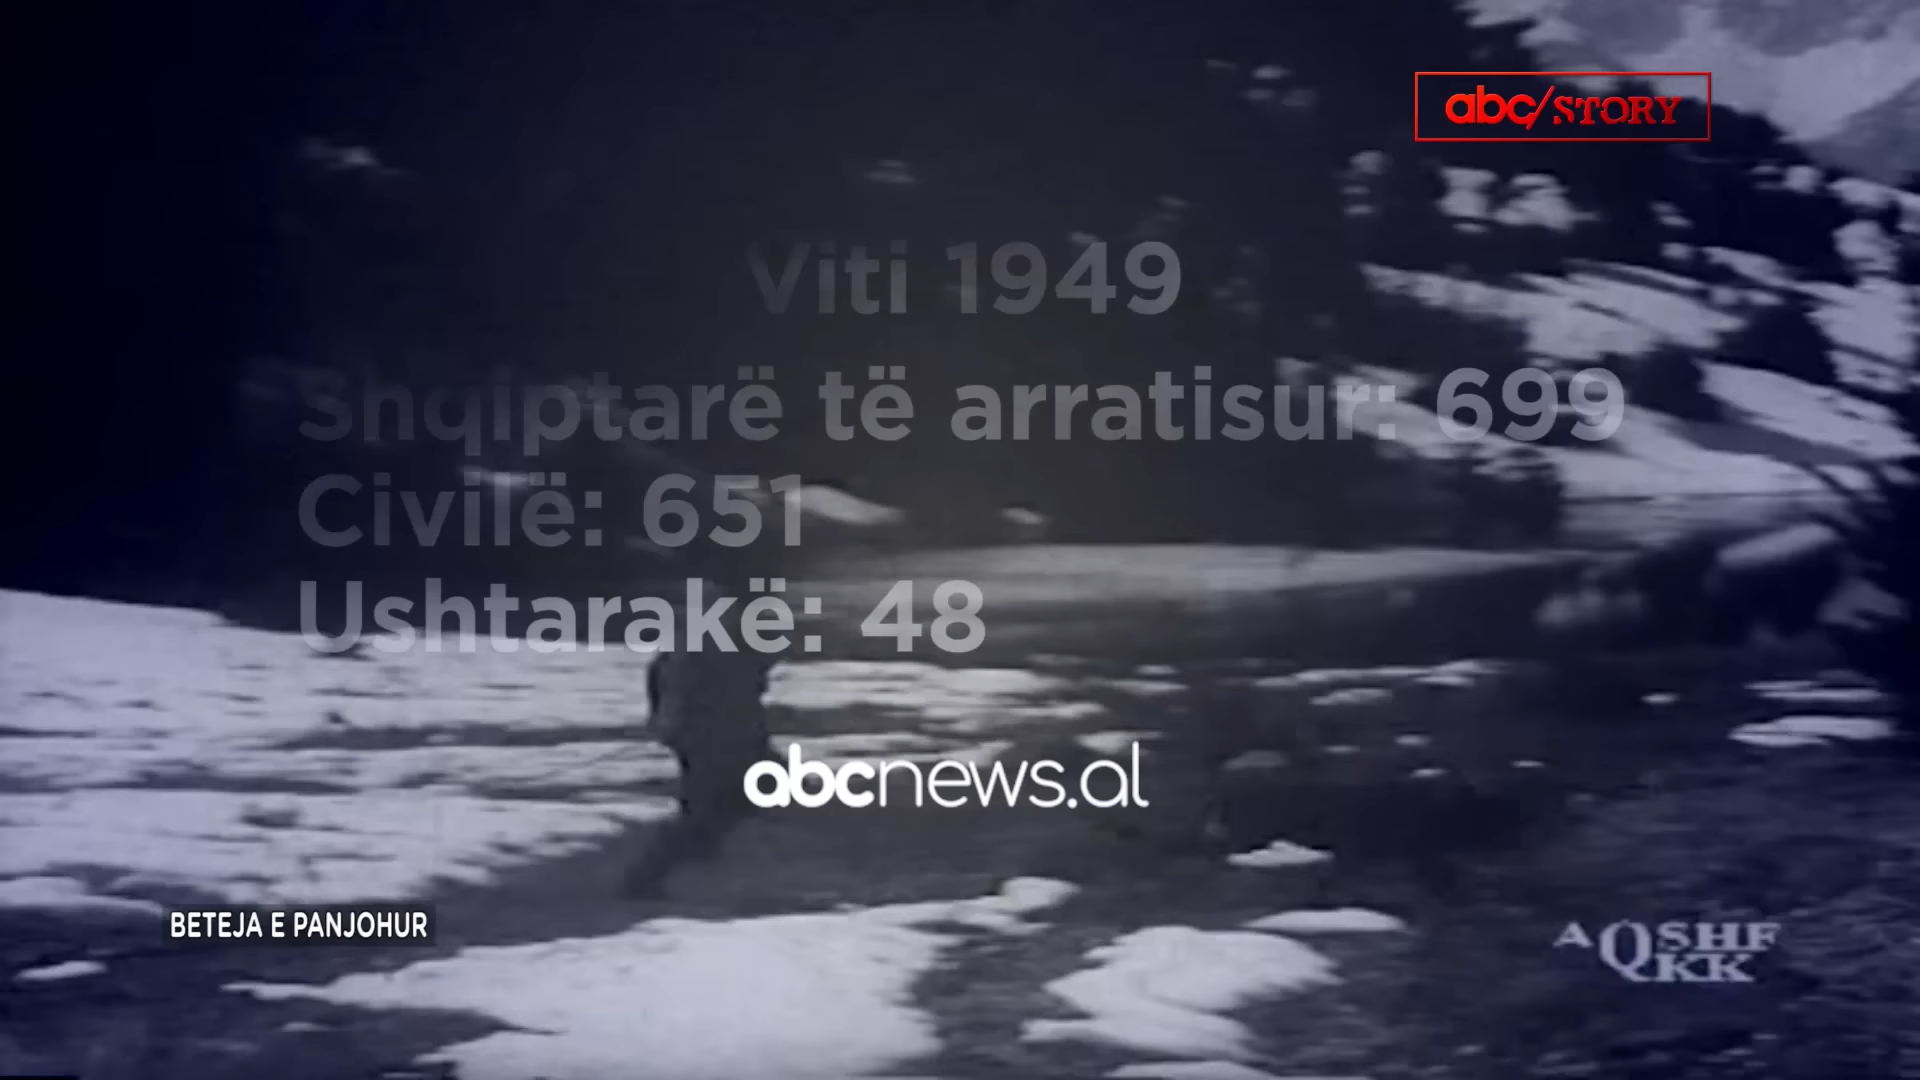 abc/STORY
Viti 1949
Shqiptarë të arratisur: 699
Civilë: 651
Ushtarakë: 48
abcnews.al
BETEJA E PANJOHUR
AQSHF
KK